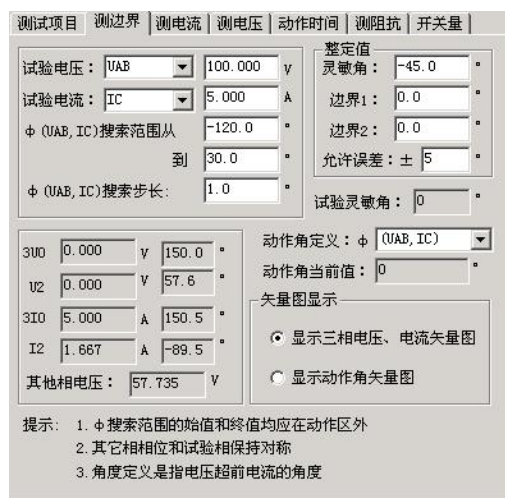 测试项目 测边界 测电流 测电压 动作时间 测阻抗 开关量
试验电压： UAB 100.000 V
试验电流： IC 5.000 A
φ(UAB,IC)搜索范围从 -120.0 °
到 30.0 °
φ(UAB,IC)搜索步长: 1.0 °
整定值
灵敏角： -45.0 °
边界1： 0.0 °
边界2： 0.0 °
允许误差：± 5 °
试验灵敏角： 0 °
3U0 0.000 V 150.0 °
U2 0.000 V 57.6 °
3I0 5.000 A 150.5 °
I2 1.667 A -89.5 °
其他相电压： 57.735 V
动作角定义：φ (UAB,IC)
动作角当前值： 0 °
矢量图显示
显示三相电压、电流矢量图
显示动作角矢量图
提示: 1.φ搜索范围的始值和终值均应在动作区外
2.其它相相位和试验相保持对称
3.角度定义是指电压超前电流的角度